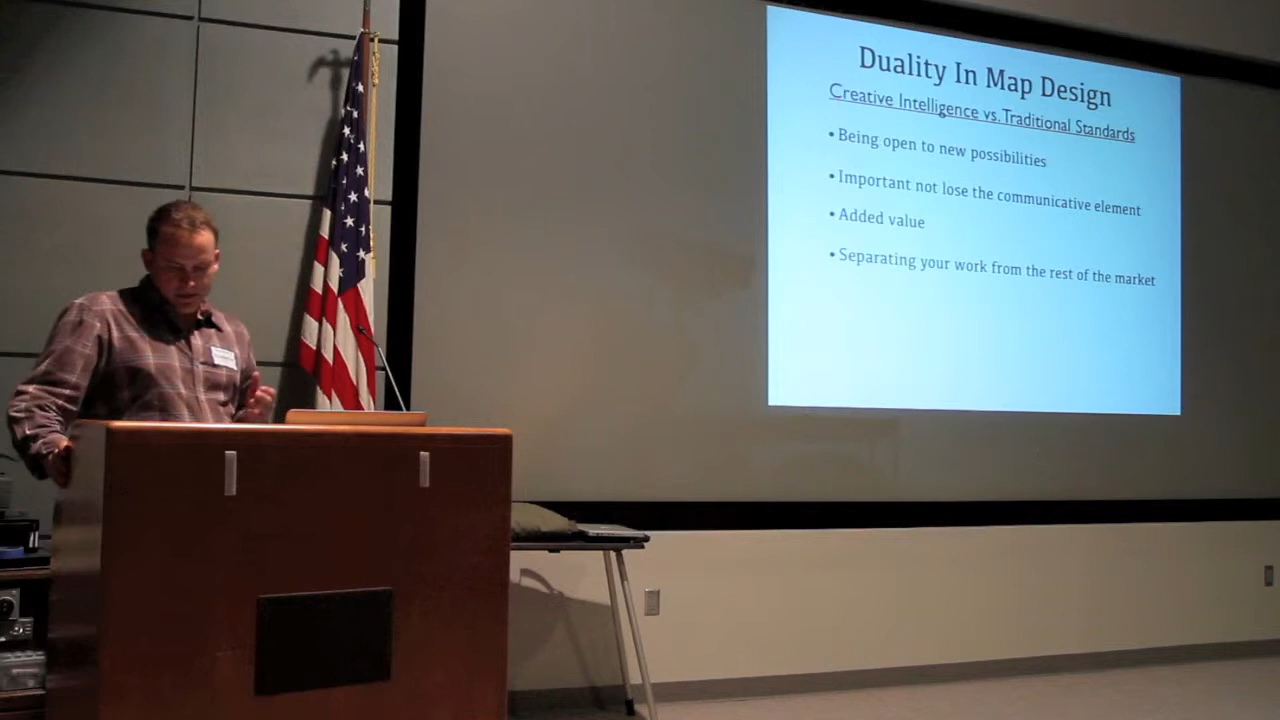 Duality In Map Design
Creative Intelligence vs. Traditional Standards
• Being open to new possibilities
• Important not lose the communicative element
• Added value
• Separating your work from the rest of the market